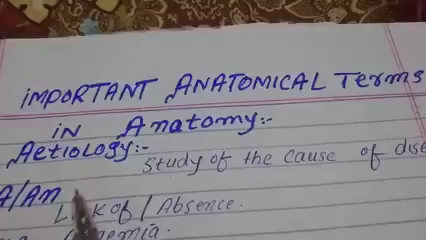 IMPORTANT ANATOMICAL Terms
IN Anatomy:-
Aetiology:-
Study of the cause of dise
A/An
Lack of / Absence.